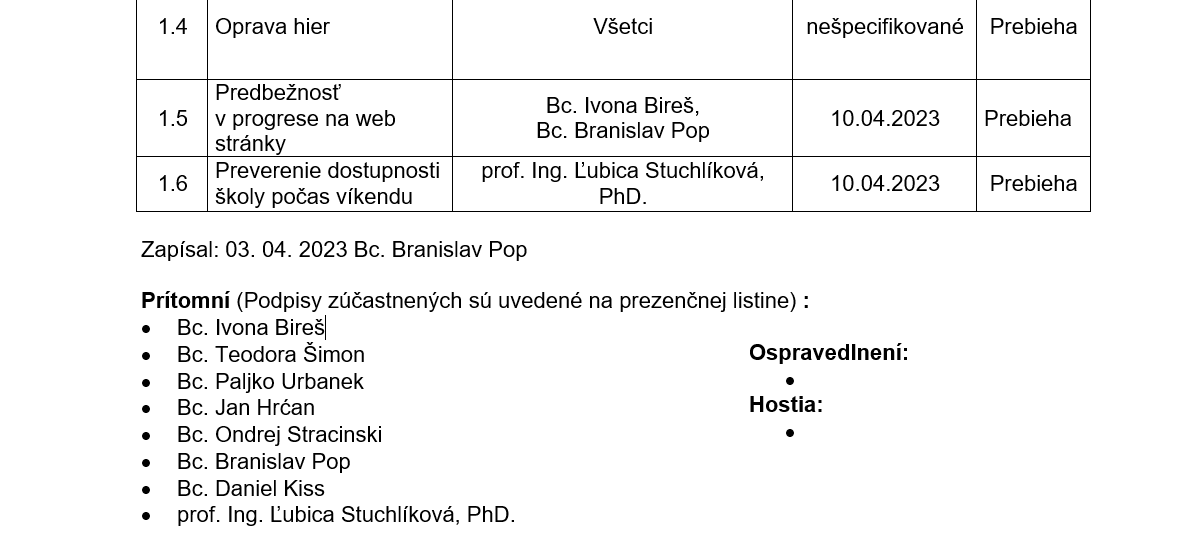 1.4 Oprava hier Všetci nešpecifikované Prebieha
1.5 Predbežnosť v progrese na web stránky Bc. Ivona Bireš, Bc. Branislav Pop 10.04.2023 Prebieha
1.6 Preverenie dostupnosti školy počas víkendu prof. Ing. Ľubica Stuchlíková, PhD. 10.04.2023 Prebieha
Zapísal: 03. 04. 2023 Bc. Branislav Pop
Prítomní (Podpisy zúčastnených sú uvedené na prezenčnej listine) :
• Bc. Ivona Bireš
• Bc. Teodora Šimon
• Bc. Paljko Urbanek
• Bc. Jan Hrćan
• Bc. Ondrej Stracinski
• Bc. Branislav Pop
• Bc. Daniel Kiss
• prof. Ing. Ľubica Stuchlíková, PhD.
Ospravedlnení:
•
Hostia:
•